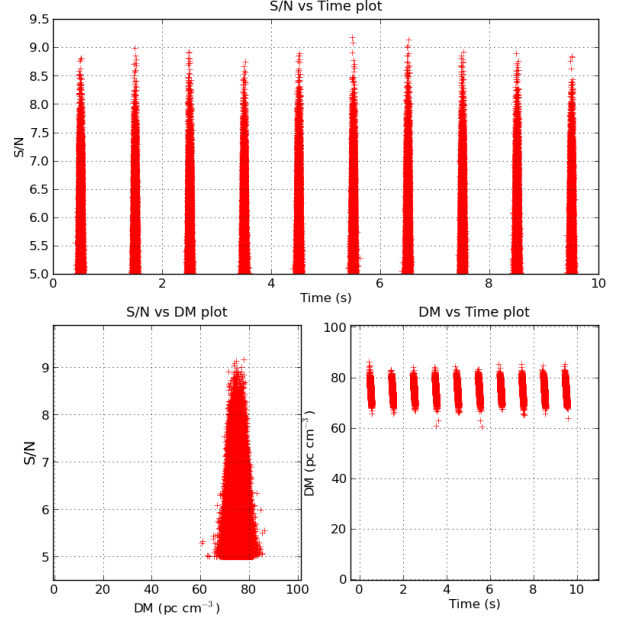 S/N vs Time plot
9.5
9.0
8.5
8.0
7.5
7.0
6.5
6.0
5.5
5.0
S/N
0 2 4 6 8 10
Time (s)
S/N vs DM plot
9
8
7
6
5
S/N
0 20 40 60 80 100
DM (pc cm⁻³)
DM vs Time plot
100
80
60
40
20
0
DM (pc cm⁻³)
0 2 4 6 8 10
Time (s)